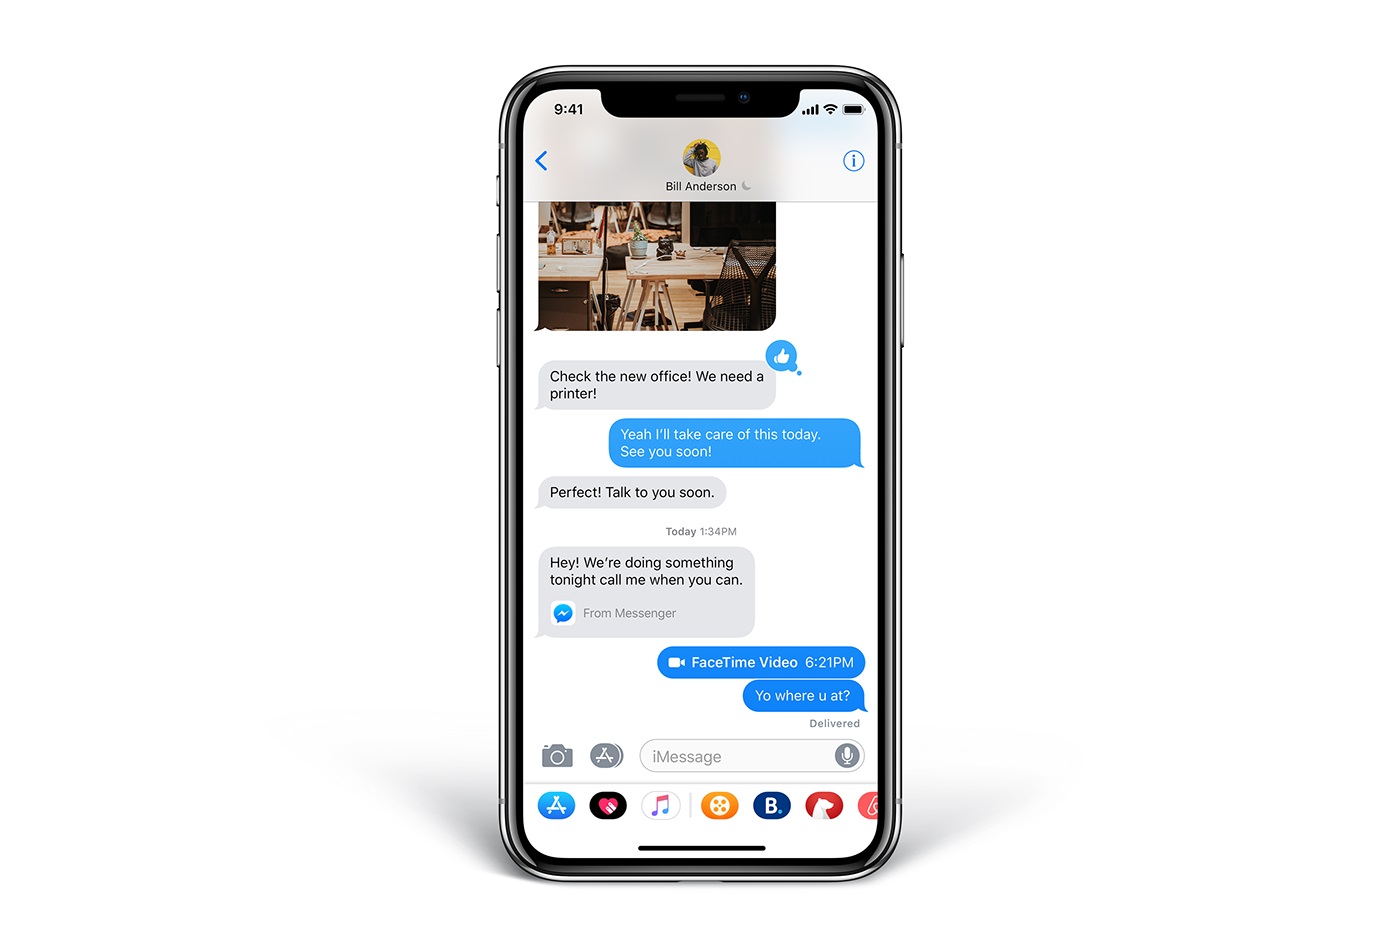 9:41
Bill Anderson
Check the new office! We need a
printer!
Yeah I’ll take care of this today.
See you soon!
Perfect! Talk to you soon.
Today 1:34PM
Hey! We’re doing something
tonight call me when you can.
From Messenger
FaceTime Video 6:21PM
Yo where u at?
Delivered
iMessage
B.